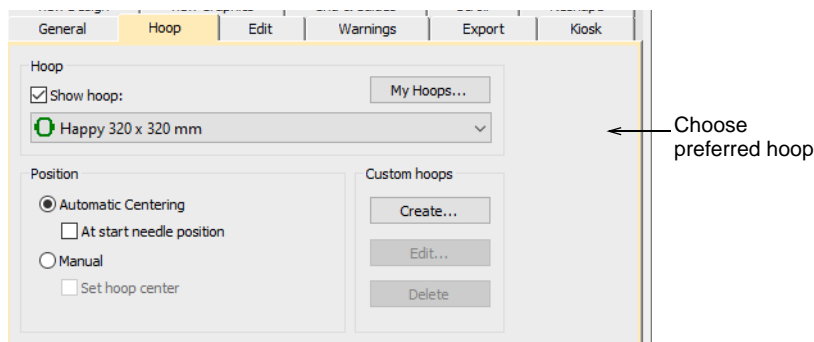 General Hoop Edit Warnings Export Kiosk
Hoop
Show hoop:
My Hoops...
Happy 320 x 320 mm
Choose
preferred hoop
Position
Automatic Centering
At start needle position
Manual
Set hoop center
Custom hoops
Create...
Edit...
Delete